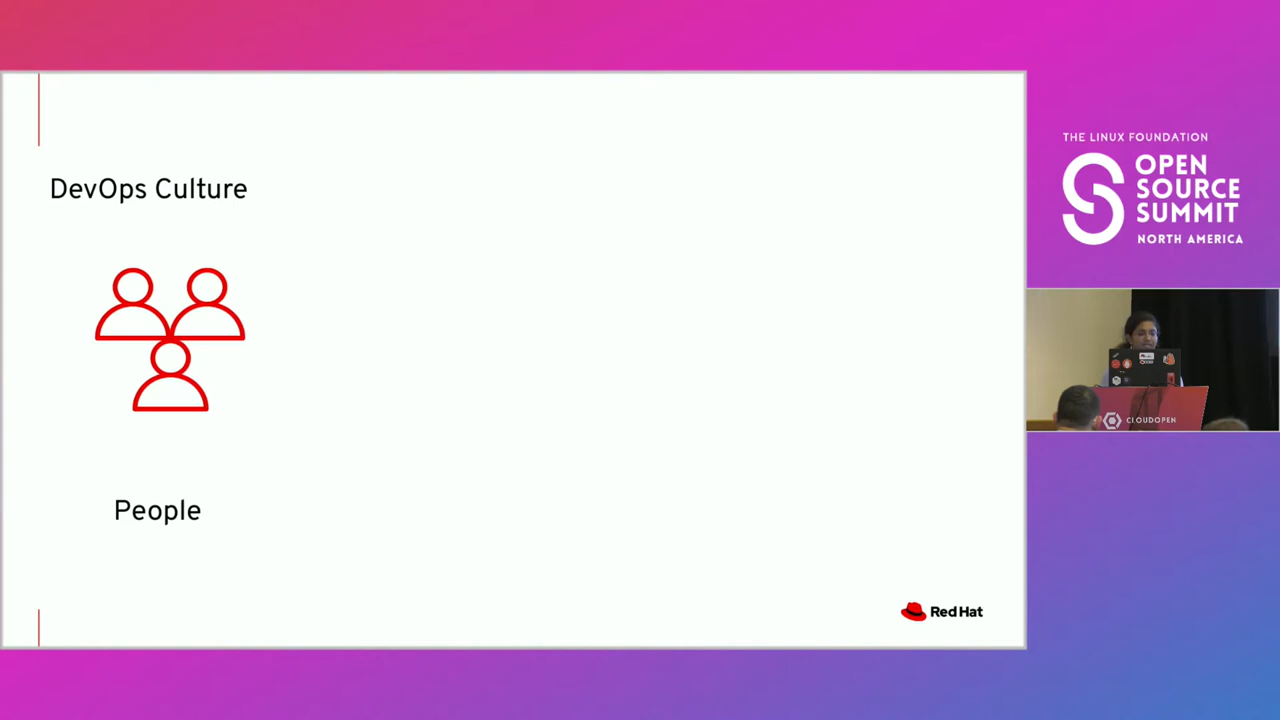 DevOps Culture
People
Red Hat
THE LINUX FOUNDATION
OPEN
SOURCE
SUMMIT
NORTH AMERICA
CLOUDOPEN